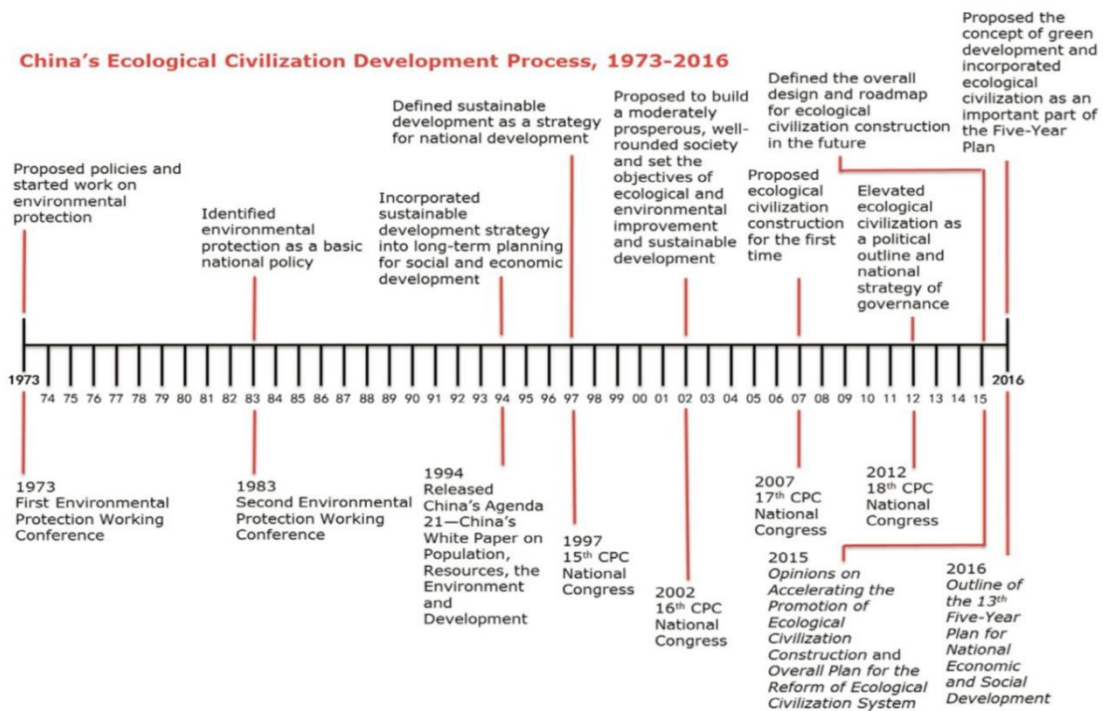 China's Ecological Civilization Development Process, 1973-2016
Proposed policies and
started work on
environmental
protection
Identified
environmental
protection as a basic
national policy
Incorporated
sustainable
development strategy
into long-term planning
for social and economic
development
Defined sustainable
development as a strategy
for national development
Proposed to build
a moderately
prosperous, well-
rounded society
and set the
objectives of
ecological and
environmental
improvement
and sustainable
development
Proposed
ecological
civilization
construction
for the first
time
Defined the overall
design and roadmap
for ecological
civilization construction
in the future
Elevated
ecological
civilization as
a political
outline and
national
strategy of
governance
Proposed the
concept of green
development and
incorporated
ecological
civilization as an
important part of
the Five-Year
Plan
1973 74 75 76 77 78 79 80 81 82 83 84 85 86 87 88 89 90 91 92 93 94 95 96 97 98 99 00 01 02 03 04 05 06 07 08 09 10 11 12 13 14 15 2016
1973
First Environmental
Protection Working
Conference
1983
Second Environmental
Protection Working
Conference
1994
Released
China's Agenda
21—China's
White Paper on
Population,
Resources, the
Environment
and
Development
1997
15th CPC
National
Congress
2002
16th CPC
National
Congress
2007
17th CPC
National
Congress
2012
18th CPC
National
Congress
2015
Opinions on
Accelerating the
Promotion of
Ecological
Civilization
Construction and
Overall Plan for the
Reform of Ecological
Civilization System
2016
Outline of
the 13th
Five-Year
Plan for
National
Economic
and Social
Development